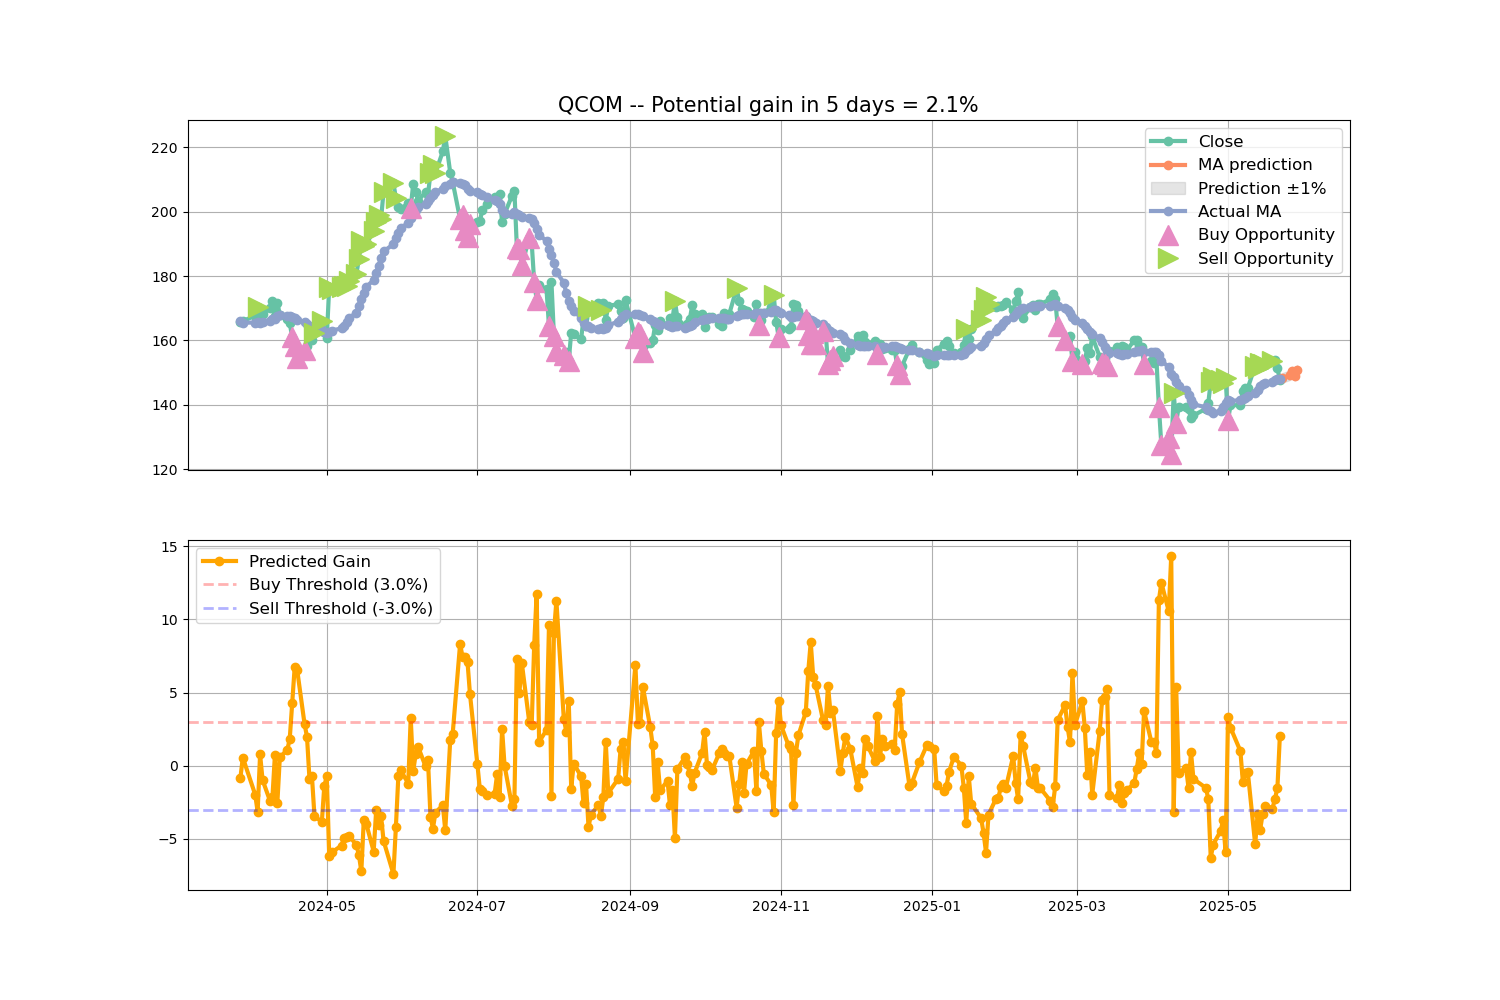 QCOM -- Potential gain in 5 days = 2.1%
220
200
180
160
140
120
Close
MA prediction
Prediction ±1%
Actual MA
Buy Opportunity
Sell Opportunity
15
10
5
0
−5
Predicted Gain
Buy Threshold (3.0%)
Sell Threshold (-3.0%)
2024-05 2024-07 2024-09 2024-11 2025-01 2025-03 2025-05